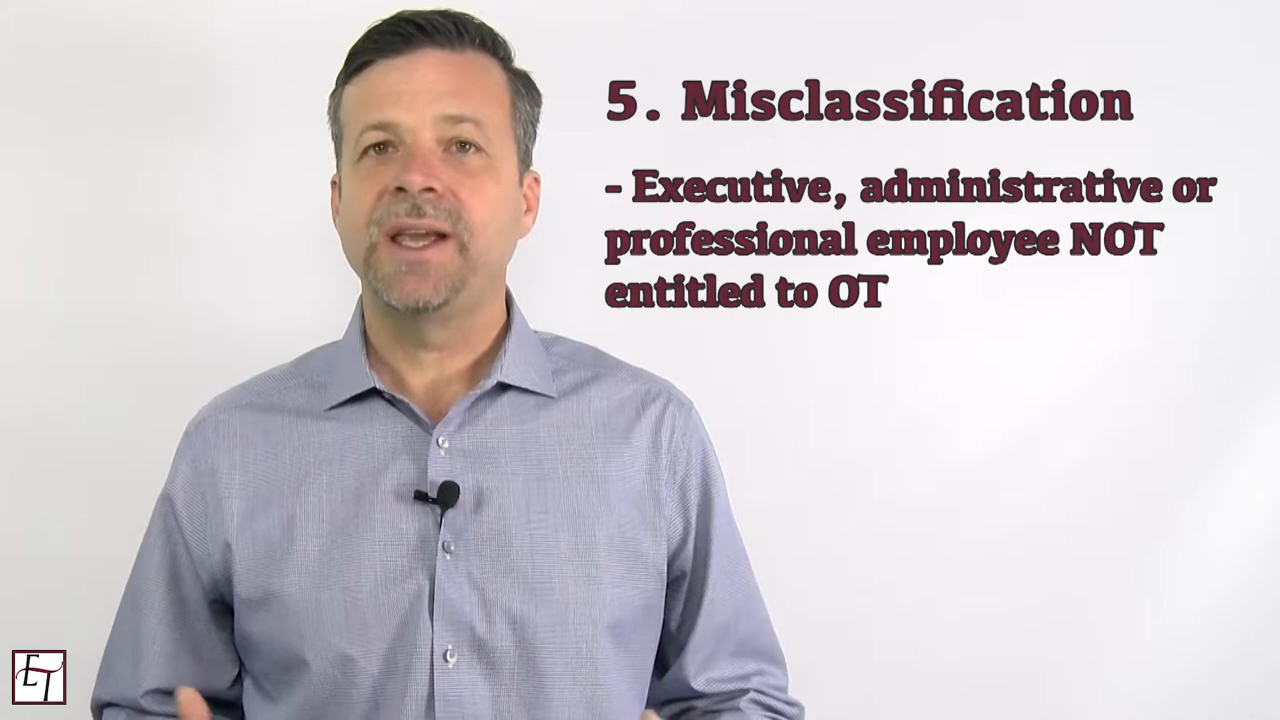 5. Misclassification
- Executive, administrative or
professional employee NOT
entitled to OT
ET